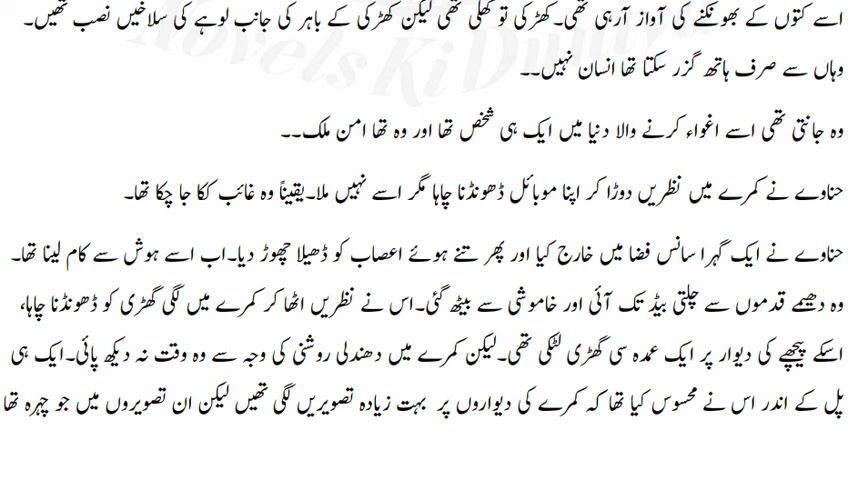 اسے کتوں کے بھونکنے کی آواز آرہی تھی۔کھڑکی تو کھلی تھی لیکن کھڑکی کے باہر کی جانب لوہے کی سلاخیں نصب تھیں۔
وہاں سے صرف ہاتھ گزر سکتا تھا انسان نہیں۔۔
وہ جانتی تھی اسے اغواء کرنے والا دنیا میں ایک ہی شخص تھا اور وہ تھا امن ملک۔۔
حناوے نے کمرے میں نظریں دوڑا کر اپنا موبائل ڈھونڈنا چاہا مگر اسے نہیں ملا۔یقیناً وہ غائب ککا جا چکا تھا۔
حناوے نے ایک گہرا سانس فضا میں خارج کیا اور پھر تنے ہوئے اعصاب کو ڈھیلا چھوڑ دیا۔اب اسے ہوش سے کام لینا تھا۔
وہ دھیمے قدموں سے چلتی بیڈ تک آئی اور خاموشی سے بیٹھ گئی۔اس نے نظریں اٹھا کر کمرے میں لگی گھڑی کو ڈھونڈنا چاہا،
اسکے پیچھے کی دیوار پر ایک عمدہ سی گھڑی لٹکی تھی۔لیکن کمرے میں دھندلی روشنی کی وجہ سے وہ وقت نہ دیکھ پائی۔ایک ہی
پل کے اندر اس نے محسوس کیا تھا کہ کمرے کی دیواروں پر بہت زیادہ تصویریں لگی تھیں لیکن ان تصویروں میں جو چہرہ تھا
Novels Ki Duniya